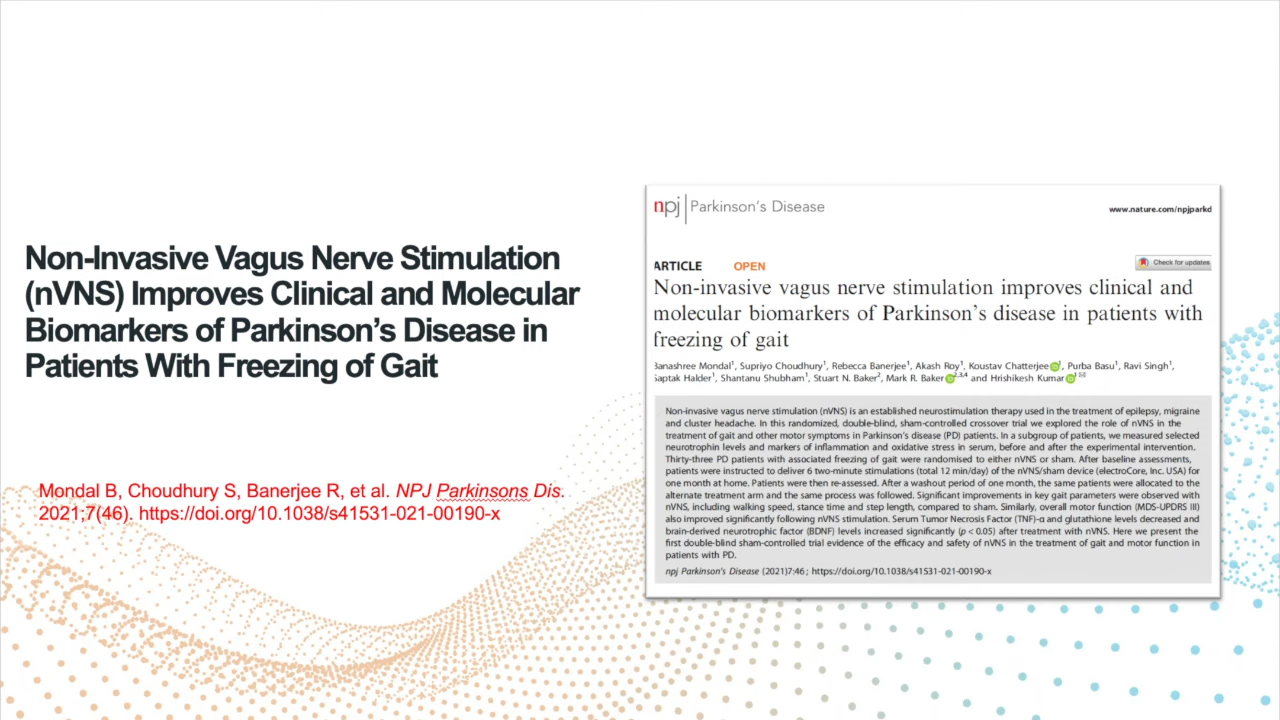 Non-Invasive Vagus Nerve Stimulation
(nVNS) Improves Clinical and Molecular
Biomarkers of Parkinson's Disease in
Patients With Freezing of Gait
Mondal B, Choudhury S, Banerjee R, et al. NPJ Parkinsons Dis.
2021;7(46). https://doi.org/10.1038/s41531-021-00190-x
npj | Parkinson's Disease
www.nature.com/npjparkd
ARTICLE OPEN
Check for updates
Non-invasive vagus nerve stimulation improves clinical and
molecular biomarkers of Parkinson's disease in patients with
freezing of gait
Banashree Mondal¹, Supriyo Choudhury¹, Rebecca Banerjee¹, Akash Roy¹, Koustav Chatterjee¹, Purba Basu¹, Ravi Singh¹,
Saptak Halder¹, Shantanu Shubham¹, Stuart N. Baker², Mark R. Baker²,³,⁴ and Hrishikesh Kumar¹✉
Non-invasive vagus nerve stimulation (nVNS) is an established neurostimulation therapy used in the treatment of epilepsy, migraine
and cluster headache. In this randomized, double-blind, sham-controlled crossover trial we explored the role of nVNS in the
treatment of gait and other motor symptoms in Parkinson's disease (PD) patients. In a subgroup of patients, we measured selected
neurotrophin levels and markers of inflammation and oxidative stress in serum, before and after the experimental intervention.
Thirty-three PD patients with associated freezing of gait were randomised to either nVNS or sham. After baseline assessments,
patients were instructed to deliver 6 two-minute stimulations (total 12 min/day) of the nVNS/sham device (electroCore, Inc. USA) for
one month at home. Patients were then re-assessed. After a washout period of one month, the same patients were allocated to the
alternate treatment arm and the same process was followed. Significant improvements in key gait parameters were observed with
nVNS, including walking speed, stance time and step length, compared to sham. Similarly, overall motor function (MDS-UPDRS III)
also improved significantly following nVNS stimulation. Serum Tumor Necrosis Factor (TNF)-α and glutathione levels decreased and
brain-derived neurotrophic factor (BDNF) levels increased significantly (p < 0.05) after treatment with nVNS. Here we present the
first double-blind sham-controlled trial evidence of the efficacy and safety of nVNS in the treatment of gait and motor function in
patients with PD.
npj Parkinson's Disease (2021)7:46 ; https://doi.org/10.1038/s41531-021-00190-x